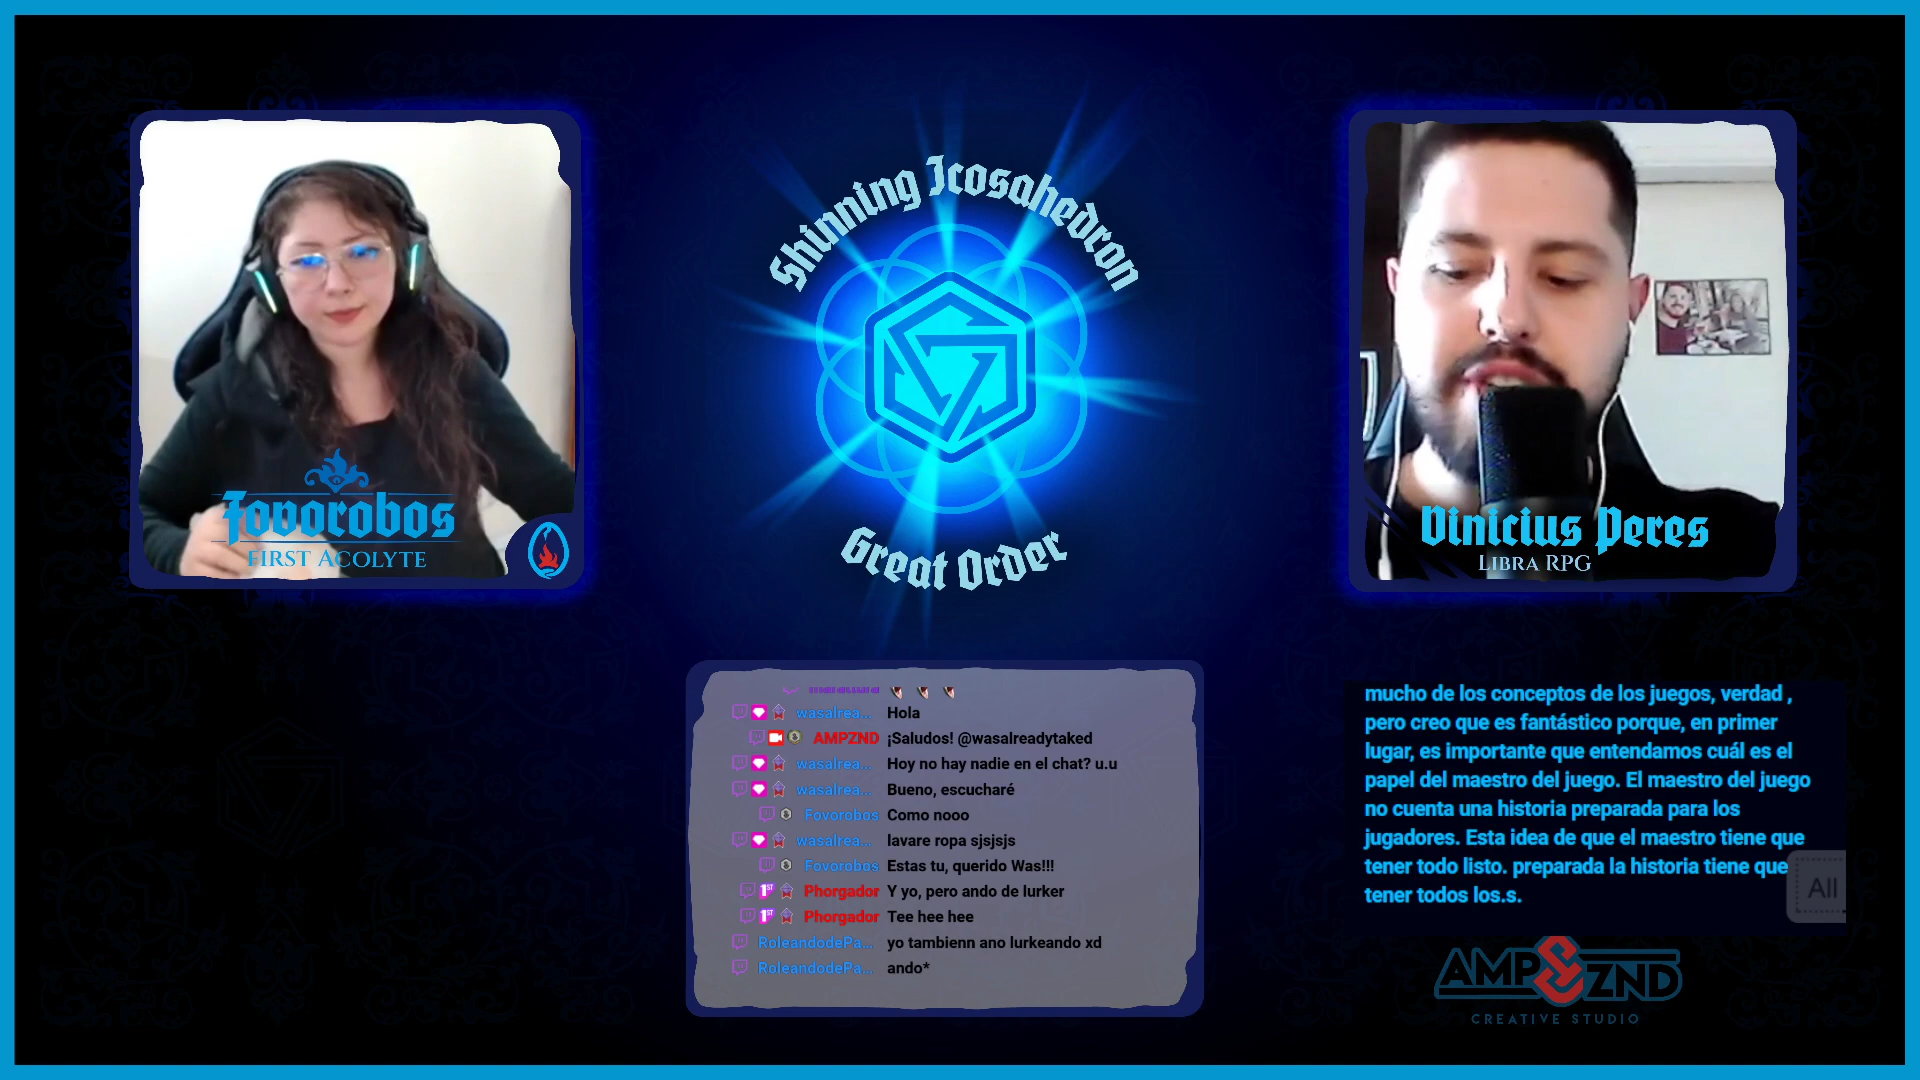 Shinning Icosahedron
Great Order
Fovorobos
FIRST ACOLYTE
Vinicius Peres
LIBRA RPG
wasalrea... Hola
AMPZND ¡Saludos! @wasalreadytaked
wasalrea... Hoy no hay nadie en el chat? u.u
wasalrea... Bueno, escucharé
Fovorobos Como nooo
wasalrea... lavare ropa sjsjsjs
Fovorobos Estas tu, querido Was!!!
1ST Phorgador Y yo, pero ando de lurker
1ST Phorgador Tee hee hee
RoleandodePa... yo tambienn ano lurkeando xd
RoleandodePa... ando*
mucho de los conceptos de los juegos, verdad ,
pero creo que es fantástico porque, en primer
lugar, es importante que entendamos cuál es el
papel del maestro del juego. El maestro del juego
no cuenta una historia preparada para los
jugadores. Esta idea de que el maestro tiene que
tener todo listo. preparada la historia tiene que
tener todos los.s.
All
AMP&ZND
CREATIVE STUDIO